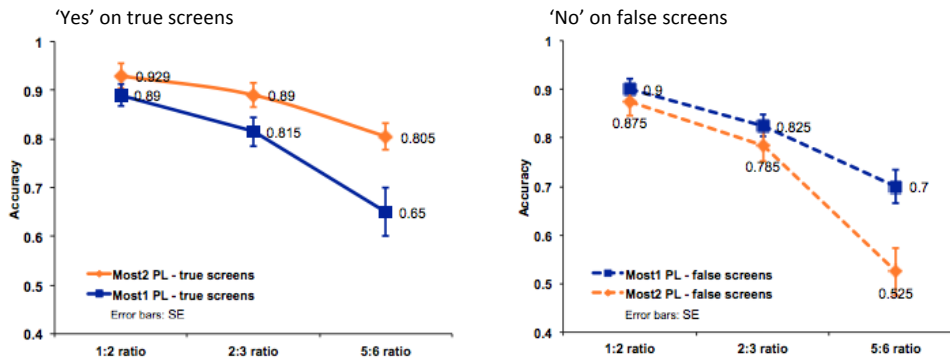 ‘Yes’ on true screens
1
0.929
0.9
0.89
0.89
0.815
0.8
0.805
0.7
0.65
0.6
0.5
0.4
Accuracy
Most2 PL - true screens
Most1 PL - true screens
Error bars: SE
1:2 ratio 2:3 ratio 5:6 ratio
‘No’ on false screens
1
0.9
0.9
0.875
0.825
0.8
0.785
0.7
0.7
0.6
0.5
0.525
0.4
Accuracy
Most1 PL - false screens
Most2 PL - false screens
Error bars: SE
1:2 ratio 2:3 ratio 5:6 ratio